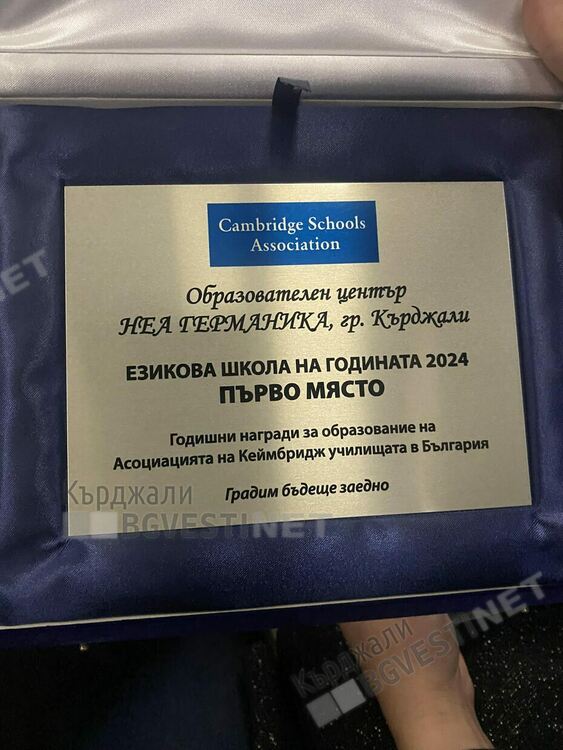 Cambridge Schools
Association
Образователен център
НЕА ГЕРМАНИКА, гр. Кърджали
ЕЗИКОВА ШКОЛА НА ГОДИНАТА 2024
ПЪРВО МЯСТО
Годишни награди за образование на
Асоциацията на Кеймбридж училищата в България
Градим бъдеще заедно
Кърджали
BGVESTINET
NET
Кърджали
BGVESTINET